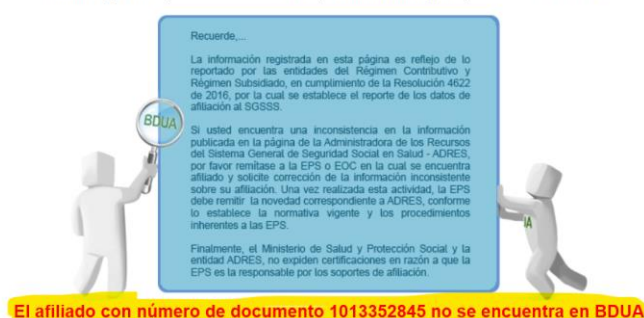 Recuerde,...
La información registrada en esta página es reflejo de lo
reportado por las entidades del Régimen Contributivo y
Régimen Subsidiado, en cumplimiento de la Resolución 4622
de 2016, por la cual se establece el reporte de los datos de
afiliación al SGSSS.
BDUA
Si usted encuentra una inconsistencia en la información
publicada en la página de la Administradora de los Recursos
del Sistema General de Seguridad Social en Salud - ADRES,
por favor remítase a la EPS o EOC en la cual se encuentra
afiliado y solicite corrección de la información inconsistente
sobre su afiliación. Una vez realizada esta actividad, la EPS
debe remitir la novedad correspondiente a ADRES, conforme
lo establece la normativa vigente y los procedimientos
inherentes a las EPS.
Finalmente, el Ministerio de Salud y Protección Social y la
entidad ADRES, no expiden certificaciones en razón a que la
EPS es la responsable por los soportes de afiliación.
El afiliado con número de documento 1013352845 no se encuentra en BDUA